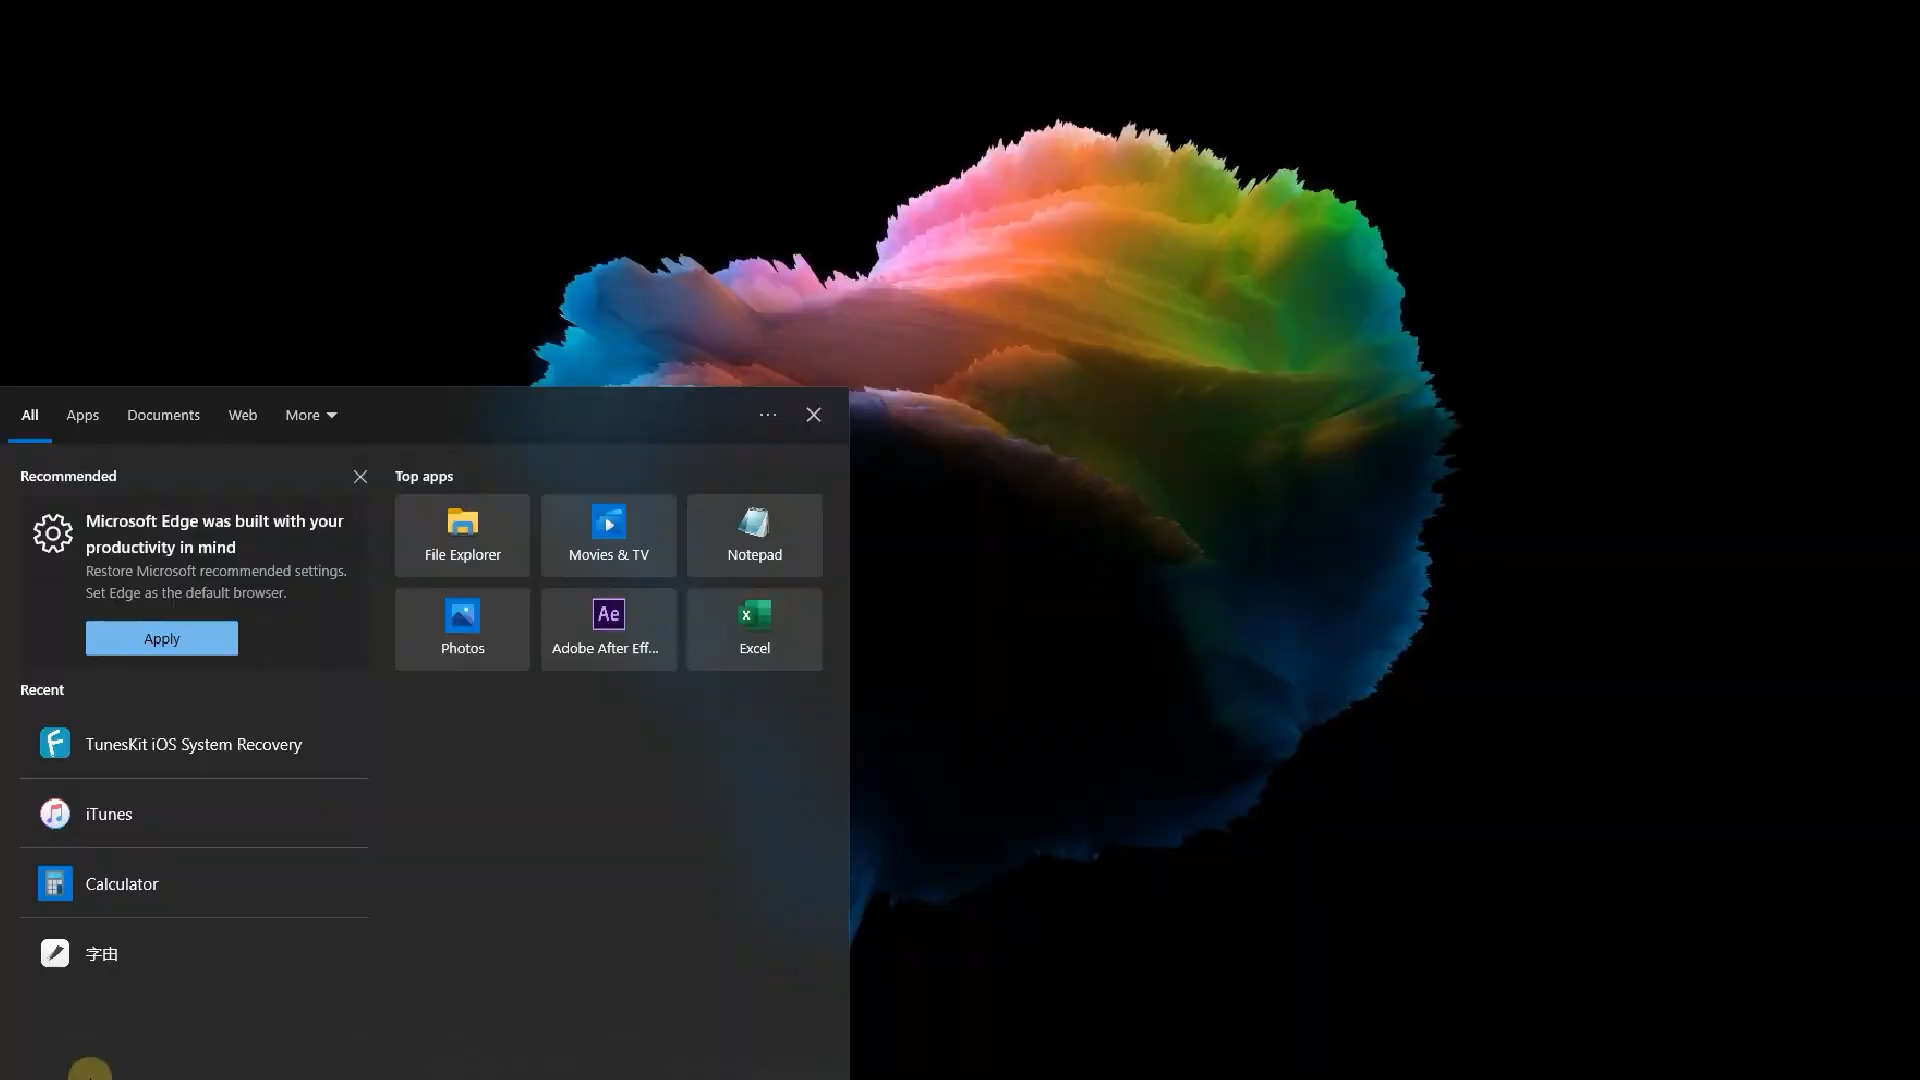 All Apps Documents Web More
Recommended
Microsoft Edge was built with your
productivity in mind
Restore Microsoft recommended settings.
Set Edge as the default browser.
Apply
Recent
TunesKit iOS System Recovery
iTunes
Calculator
字由
Top apps
File Explorer
Movies & TV
Notepad
Photos
Ae
Adobe After Eff...
X
Excel